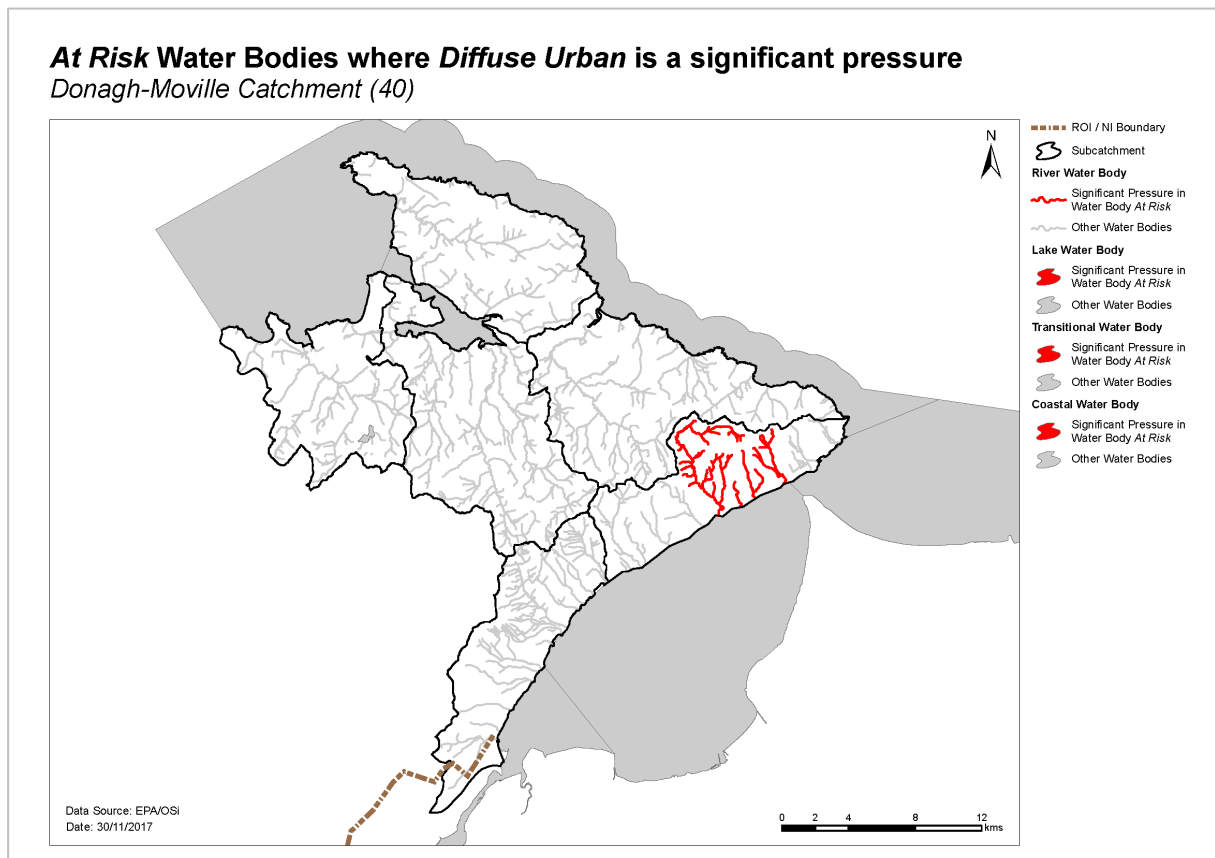 At Risk Water Bodies where Diffuse Urban is a significant pressure
Donagh-Moville Catchment (40)
N
ROI / NI Boundary
Subcatchment
River Water Body
Significant Pressure in
Water Body At Risk
Other Water Bodies
Lake Water Body
Significant Pressure in
Water Body At Risk
Other Water Bodies
Transitional Water Body
Significant Pressure in
Water Body At Risk
Other Water Bodies
Coastal Water Body
Significant Pressure in
Water Body At Risk
Other Water Bodies
Data Source: EPA/OSi
Date: 30/11/2017
0 2 4 8 12
kms